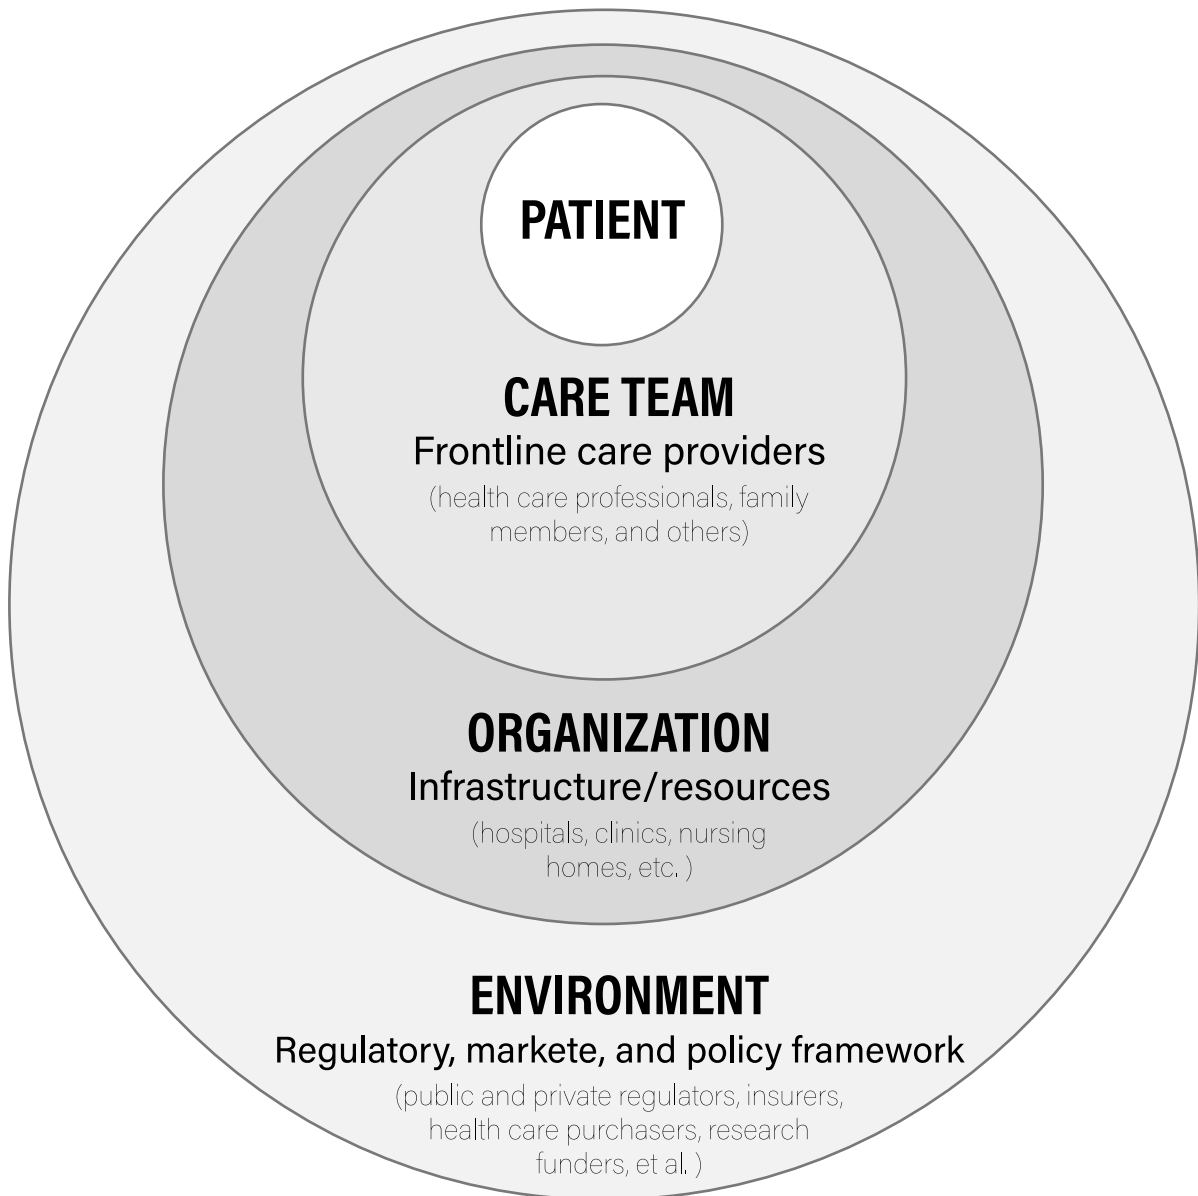 PATIENT
CARE TEAM
Frontline care providers
(health care professionals, family
members, and others)
ORGANIZATION
Infrastructure/resources
(hospitals, clinics, nursing
homes, etc. )
ENVIRONMENT
Regulatory, markete, and policy framework
(public and private regulators, insurers,
health care purchasers, research
funders, et al. )